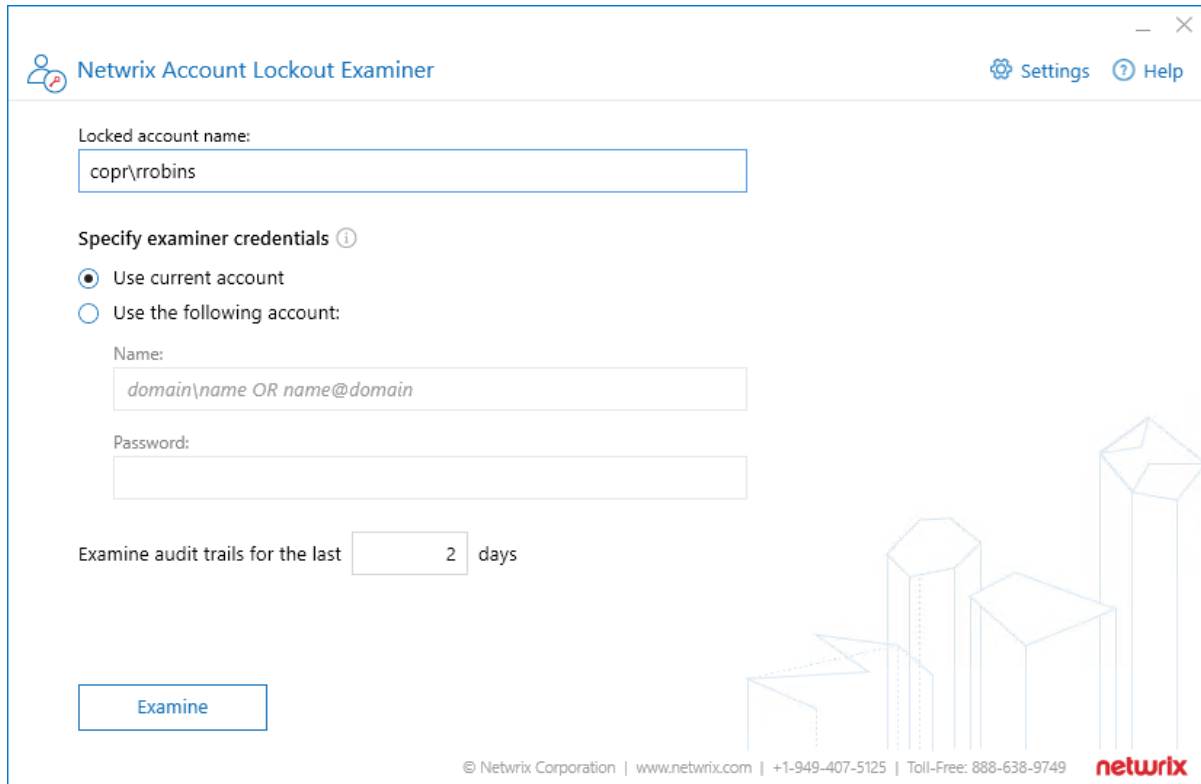 Netwrix Account Lockout Examiner
Settings
Help
Locked account name:
copr\rrobins
Specify examiner credentials
Use current account
Use the following account:
Name:
domain\name OR name@domain
Password:
Examine audit trails for the last 2 days
Examine
© Netwrix Corporation | www.netwrix.com | +1-949-407-5125 | Toll-Free: 888-638-9749 netwrix